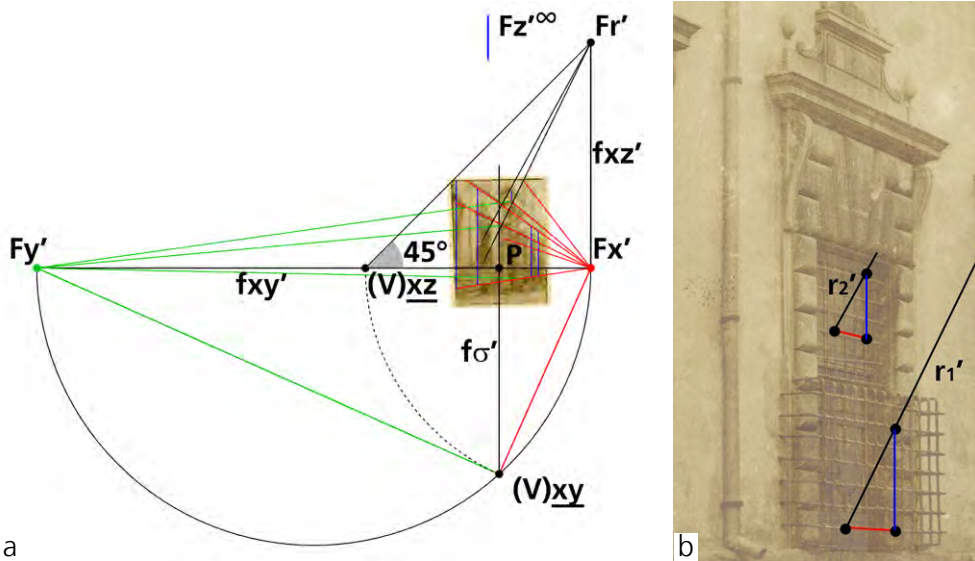 Fz'∞
Fr'
fxz'
Fy'
45°
P
Fx'
fxy'
(V)xz
fσ'
(V)xy
a
r2'
r1'
b